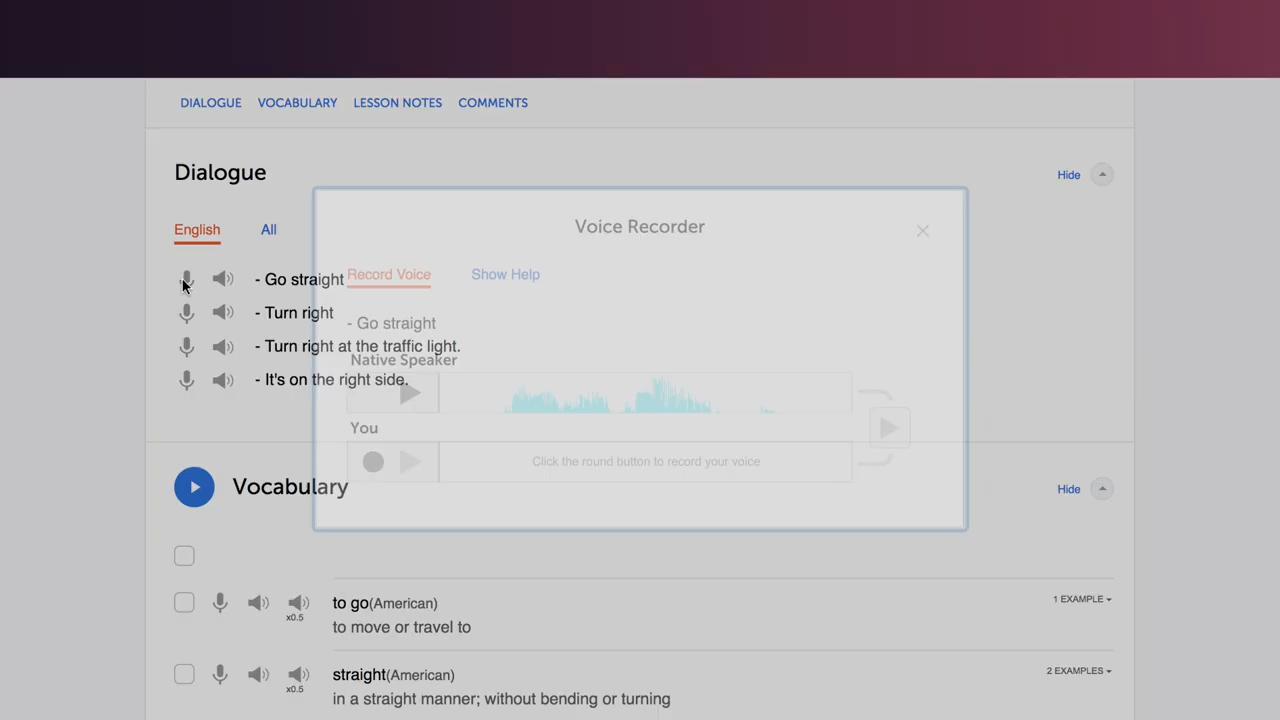 DIALOGUE VOCABULARY LESSON NOTES COMMENTS
Dialogue
Hide
Voice Recorder
English All
Record Voice Show Help
- Go straight
- Turn right
- Go straight
- Turn right at the traffic light.
Native Speaker
- It's on the right side.
You
Click the round button to record your voice
Vocabulary
Hide
to go(American)
1 EXAMPLE
x0.5
to move or travel to
straight(American)
2 EXAMPLES
x0.5
in a straight manner; without bending or turning